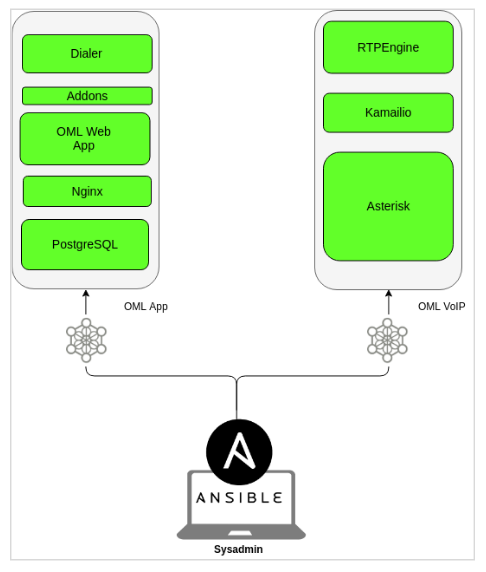 Dialer
Addons
OML Web
App
Nginx
PostgreSQL
OML App
RTPEngine
Kamailio
Asterisk
OML VoIP
ANSIBLE
Sysadmin